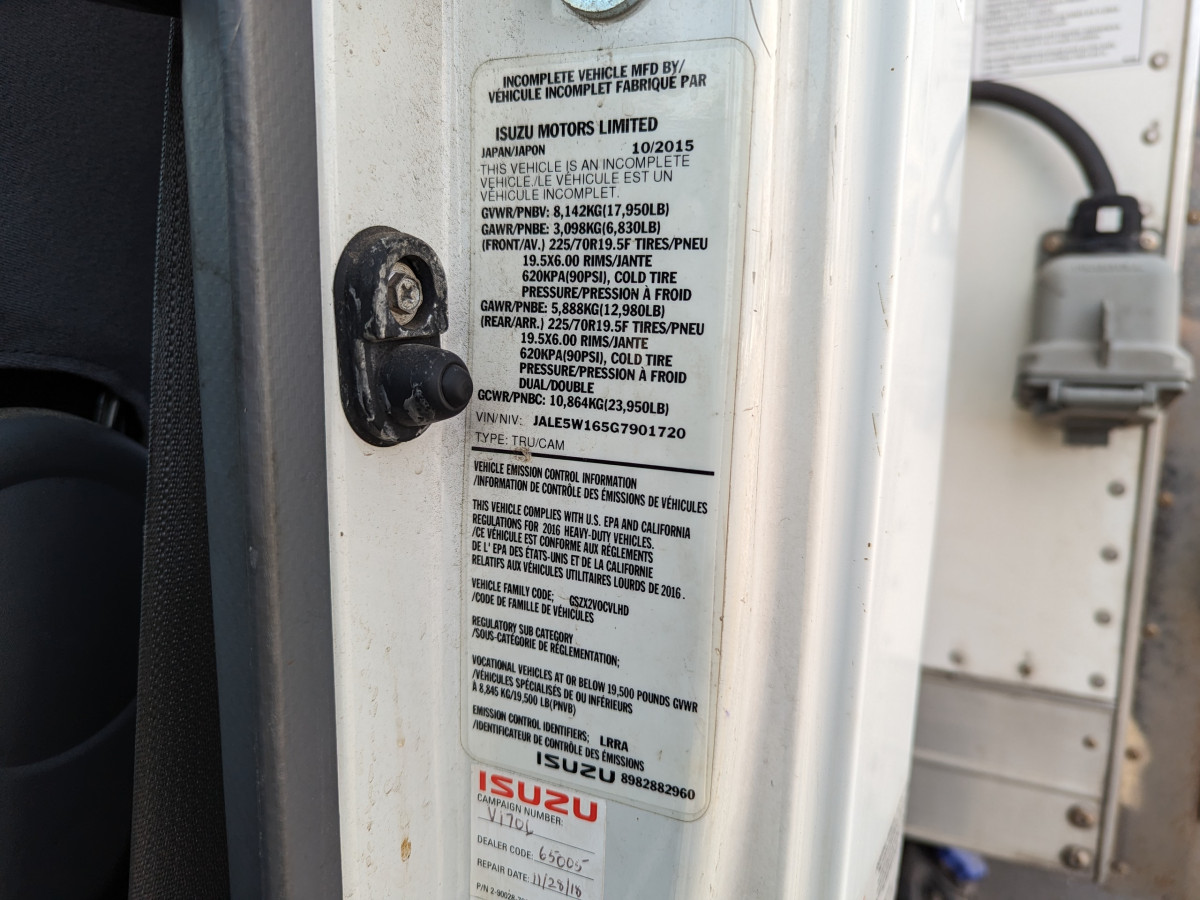 INCOMPLETE VEHICLE MFD BY/
VÉHICULE INCOMPLET FABRIQUÉ PAR
ISUZU MOTORS LIMITED
JAPAN/JAPON 10/2015
THIS VEHICLE IS AN INCOMPLETE
VEHICLE./LE VÉHICULE EST UN
VÉHICULE INCOMPLET.
GVWR/PNBV: 8,142KG(17,950LB)
GAWR/PNBE: 3,098KG(6,830LB)
(FRONT/AV.) 225/70R19.5F TIRES/PNEU
19.5X6.00 RIMS/JANTE
620KPA(90PSI), COLD TIRE
PRESSURE/PRESSION À FROID
GAWR/PNBE: 5,888KG(12,980LB)
(REAR/ARR.) 225/70R19.5F TIRES/PNEU
19.5X6.00 RIMS/JANTE
620KPA(90PSI), COLD TIRE
PRESSURE/PRESSION À FROID
DUAL/DOUBLE
GCWR/PNBC: 10,864KG(23,950LB)
VIN/NIV: JALE5W165G7901720
TYPE: TRU/CAM
VEHICLE EMISSION CONTROL INFORMATION
/INFORMATION DE CONTRÔLE DES ÉMISSIONS DE VÉHICULES
THIS VEHICLE COMPLIES WITH U.S. EPA AND CALIFORNIA
REGULATIONS FOR 2016 HEAVY-DUTY VEHICLES.
/CE VÉHICULE EST CONFORME AUX RÉGLEMENTS
DE L' EPA DES ÉTATS-UNIS ET DE LA CALIFORNIE
RELATIFS AUX VÉHICULES UTILITAIRES LOURDS DE 2016.
VEHICLE FAMILY CODE; GSZX2VOCVLHD
/CODE DE FAMILLE DE VÉHICULES
REGULATORY SUB CATEGORY
/SOUS-CATÉGORIE DE RÉGLEMENTATION;
VOCATIONAL VEHICLES AT OR BELOW 19,500 POUNDS GVWR
/VÉHICULES SPÉCIALISÉS DE OU INFÉRIEURS
À 8,845 KG/19,500 LB(PNVB)
EMISSION CONTROL IDENTIFIERS; LRRA
/IDENTIFICATEUR DE CONTRÔLE DES ÉMISSIONS
ISUZU 8982882960
ISUZU
CAMPAIGN NUMBER:
V1706
DEALER CODE: 65005
REPAIR DATE: 11/28/18
P/N 2-90028-